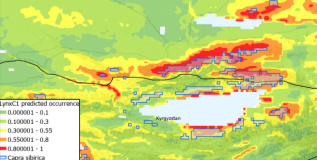 LynxC1 predicted occurrence
0.000001 - 0.1
0.100001 - 0.3
0.300001 - 0.55
0.550001 - 0.8
0.800001 - 1
Capra sibirica
Kyrgyzstan